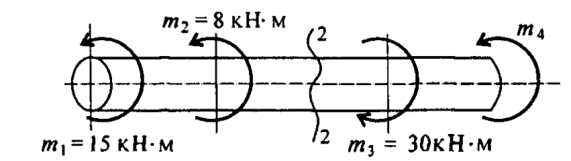 m₂ = 8 кН·м
2
m₄
m₁ = 15 кН·м
2
m₃ = 30кН·м